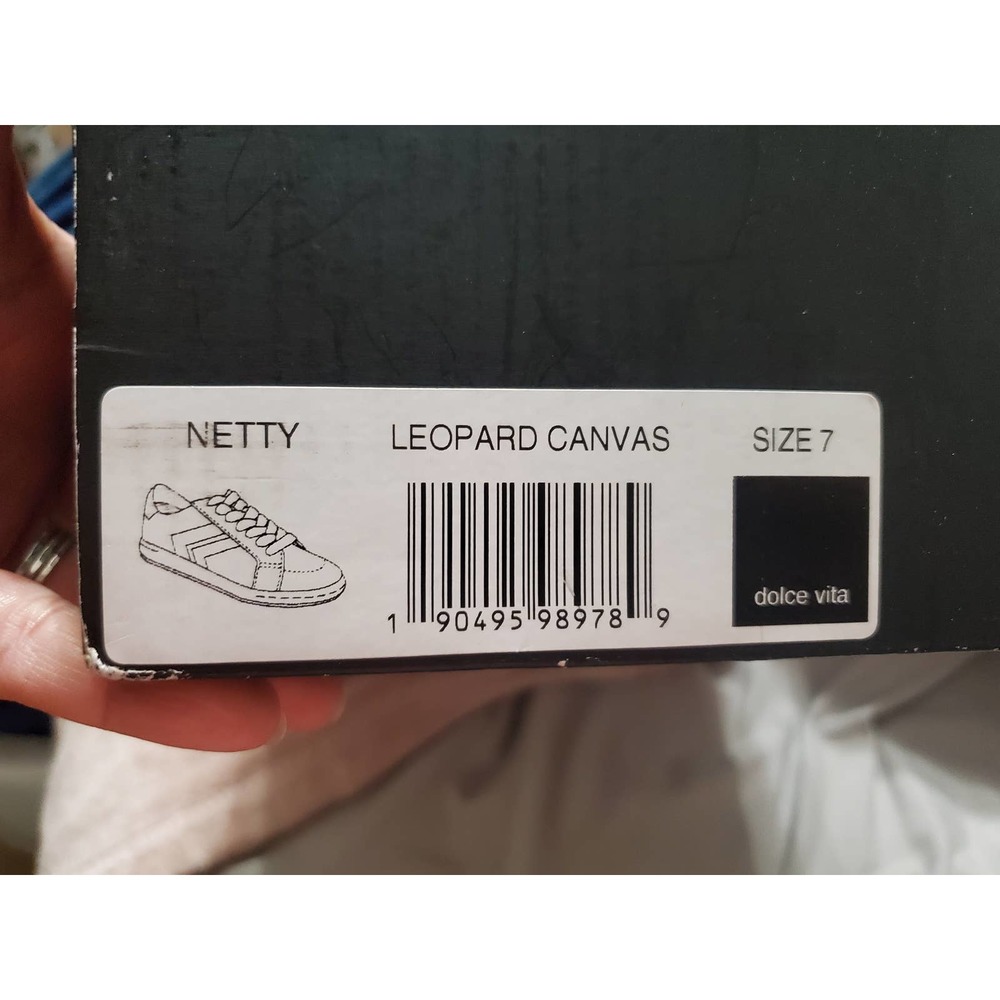 NETTY LEOPARD CANVAS SIZE 7
dolce vita
1 90495 98978 9